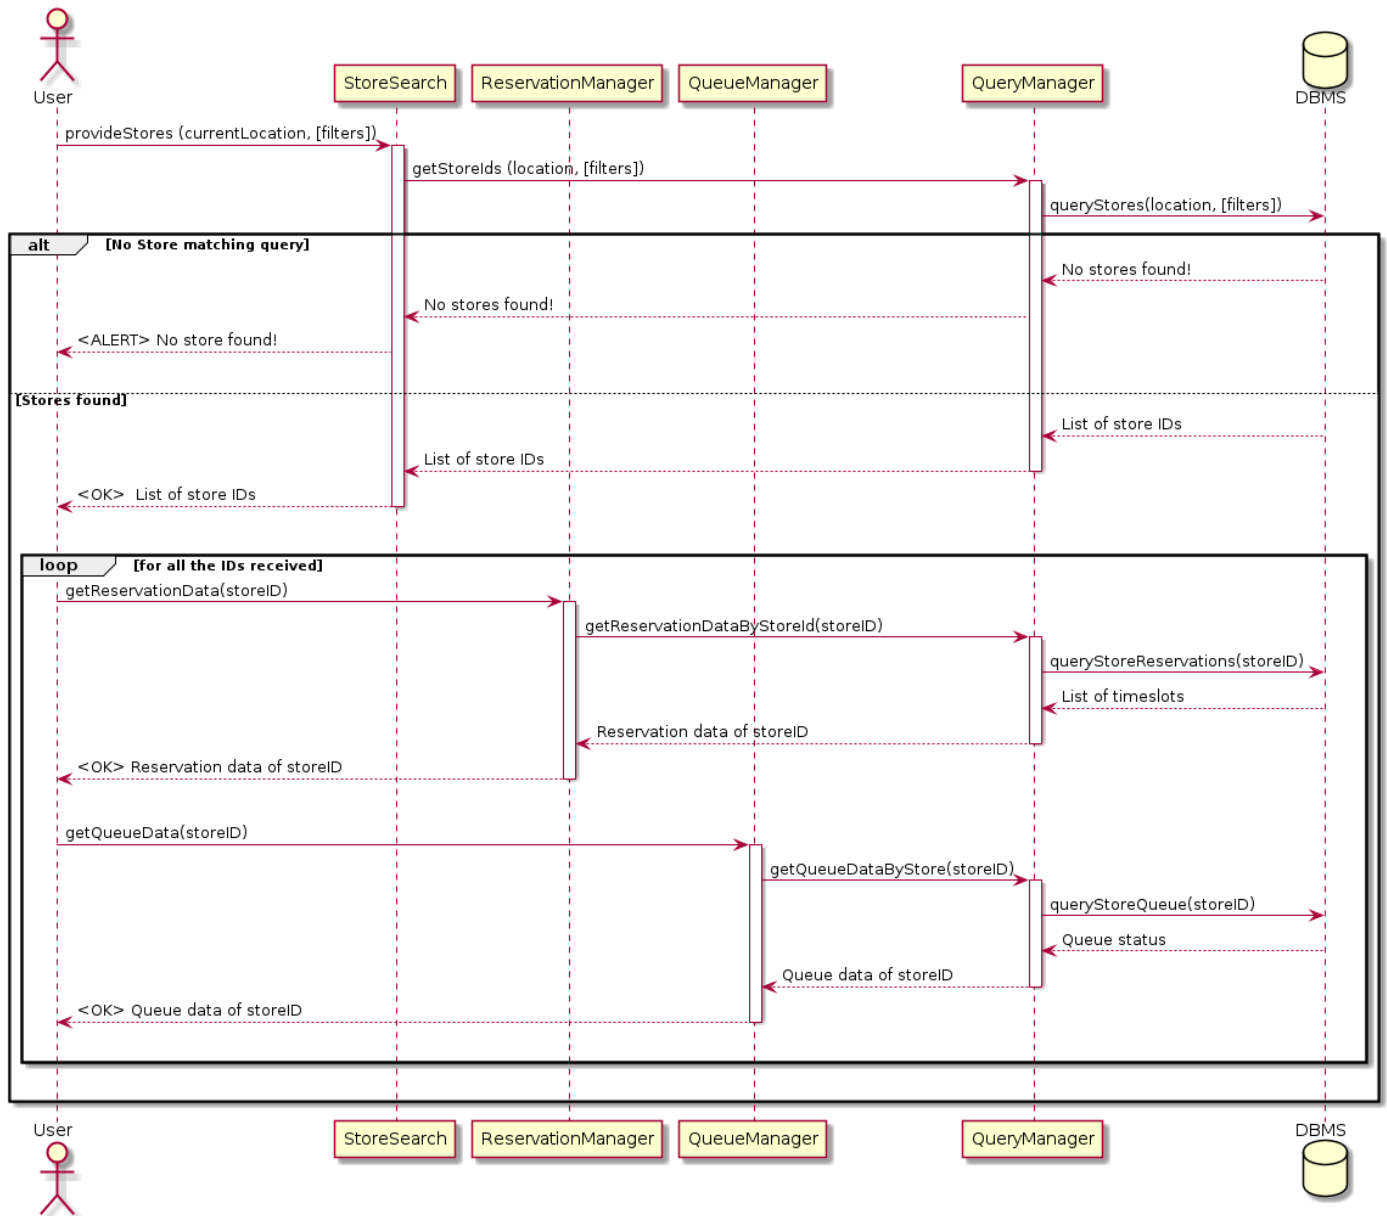 User
StoreSearch
ReservationManager
QueueManager
QueryManager
DBMS
provideStores (currentLocation, [filters])
getStoreIds (location, [filters])
queryStores(location, [filters])
alt
[No Store matching query]
No stores found!
No stores found!
<ALERT> No store found!
[Stores found]
List of store IDs
List of store IDs
<OK>  List of store IDs
loop
[for all the IDs received]
getReservationData(storeID)
getReservationDataByStoreId(storeID)
queryStoreReservations(storeID)
List of timeslots
Reservation data of storeID
<OK> Reservation data of storeID
getQueueData(storeID)
getQueueDataByStore(storeID)
queryStoreQueue(storeID)
Queue status
Queue data of storeID
<OK> Queue data of storeID
User
StoreSearch
ReservationManager
QueueManager
QueryManager
DBMS